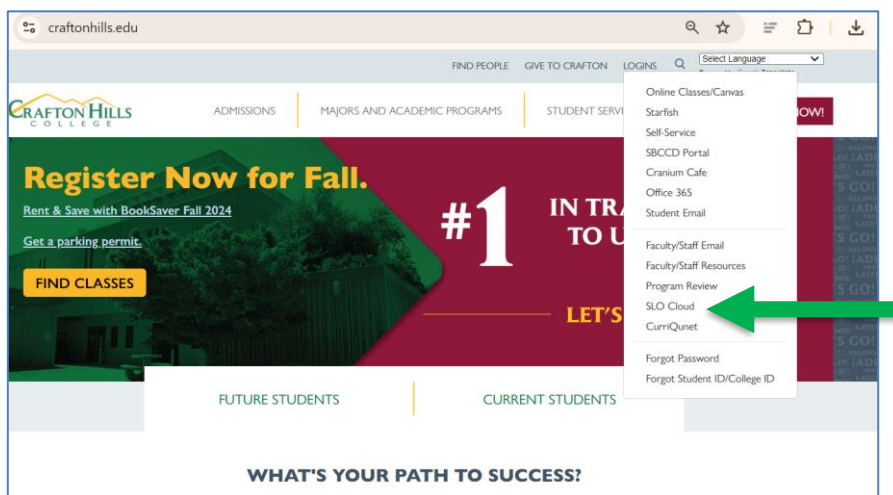 craftonhills.edu
FIND PEOPLE GIVE TO CRAFTON LOGINS Select Language
CRAFTON HILLS
COLLEGE
ADMISSIONS MAJORS AND ACADEMIC PROGRAMS STUDENT SERVI
NOW!
Online Classes/Canvas
Starfish
Self-Service
SBCCD Portal
Cranium Cafe
Office 365
Student Email
Faculty/Staff Email
Faculty/Staff Resources
Program Review
SLO Cloud
CurriQunet
Forgot Password
Forgot Student ID/College ID
Register Now for Fall.
Rent & Save with BookSaver Fall 2024
Get a parking permit.
FIND CLASSES
#1
IN TRA
TO U
LET'S
FUTURE STUDENTS CURRENT STUDENTS
WHAT'S YOUR PATH TO SUCCESS?